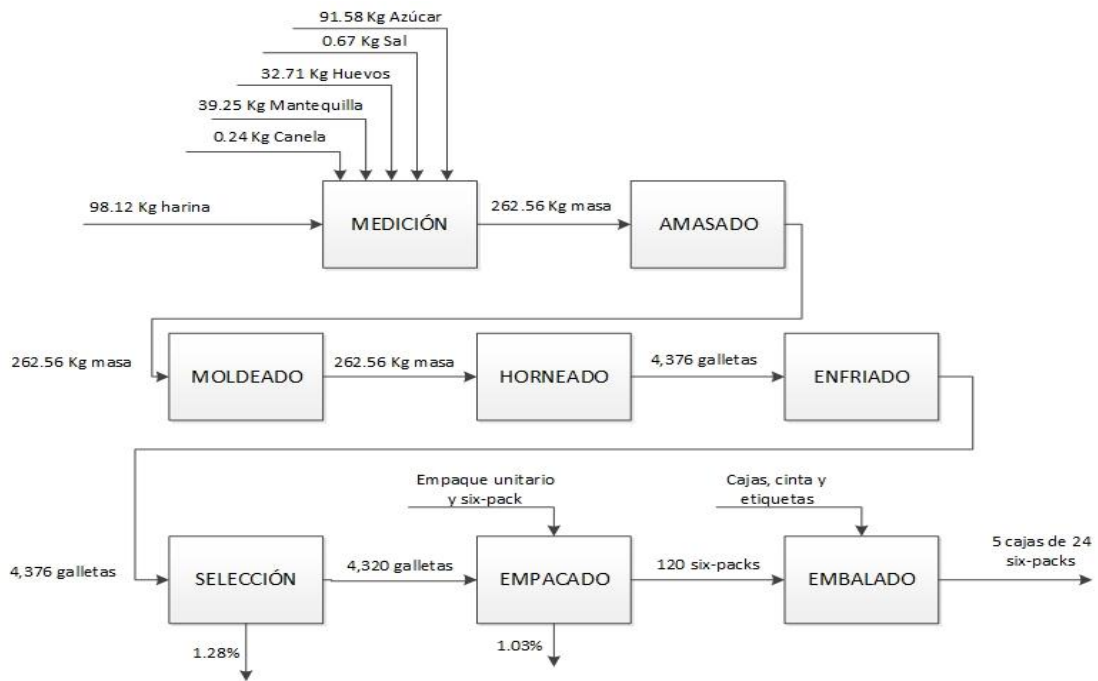 91.58 Kg Azúcar
0.67 Kg Sal
32.71 Kg Huevos
39.25 Kg Mantequilla
0.24 Kg Canela
98.12 Kg harina
MEDICIÓN
262.56 Kg masa
AMASADO
262.56 Kg masa
MOLDEADO
262.56 Kg masa
HORNEADO
4,376 galletas
ENFRIADO
Empaque unitario
y six-pack
Cajas, cinta y
etiquetas
4,376 galletas
SELECCIÓN
4,320 galletas
EMPACADO
120 six-packs
EMBALADO
5 cajas de 24
six-packs
1.28%
1.03%